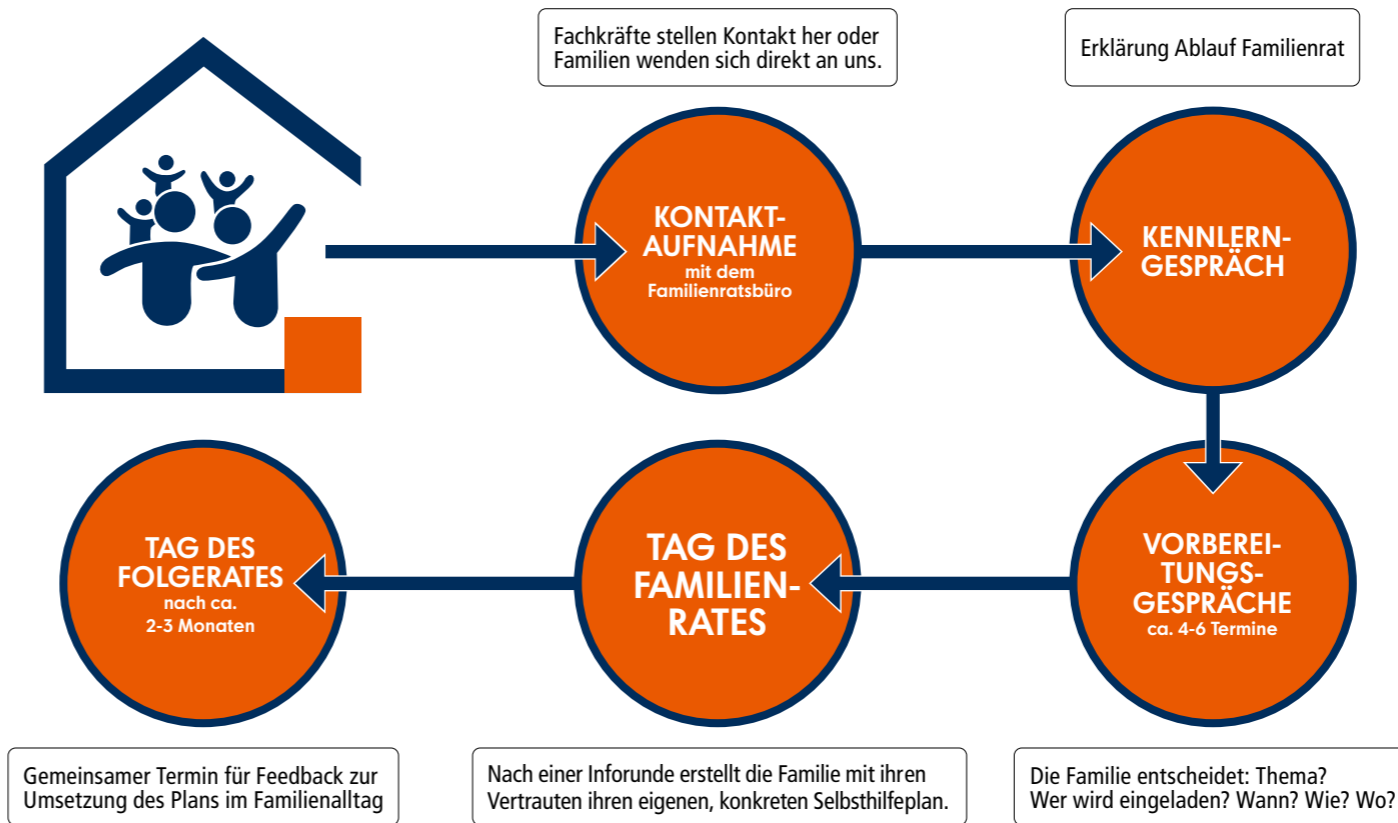 Fachkräfte stellen Kontakt her oder
Familien wenden sich direkt an uns.
Erklärung Ablauf Familienrat
KONTAKT-
AUFNAHME
mit dem
Familienratsbüro
KENNLERN-
GESPRÄCH
VORBEREI-
TUNGS-
GESPRÄCHE
ca. 4-6 Termine
Die Familie entscheidet: Thema?
Wer wird eingeladen? Wann? Wie? Wo?
TAG DES
FAMILIEN-
RATES
Nach einer Inforunde erstellt die Familie mit ihren
Vertrauten ihren eigenen, konkreten Selbsthilfeplan.
TAG DES
FOLGERATES
nach ca.
2-3 Monaten
Gemeinsamer Termin für Feedback zur
Umsetzung des Plans im Familienalltag